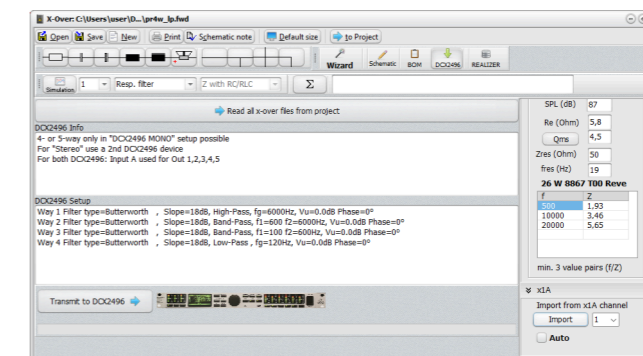 X-Over: C:\Users\user\D...\pr4w_lp.fwd
Open Save New Print Schematic note Default size to Project
Wizard Schematic BOM DCX2496 REALIZER
Simulation 1 Resp. filter Z with RC/RLC Σ
Read all x-over files from project
DCX2496 Info
4- or 5-way only in "DCX2496 MONO" setup possible
For "Stereo" use a 2nd DCX2496 device
For both DCX2496: Input A used for Out 1,2,3,4,5
DCX2496 Setup
Way 1 Filter type=Butterworth , Slope=18dB, High-Pass, fg=6000Hz, Vu=0.0dB Phase=0º
Way 2 Filter type=Butterworth , Slope=18dB, Band-Pass, f1=600 f2=6000Hz, Vu=0.0dB Phase=0º
Way 3 Filter type=Butterworth , Slope=18dB, Band-Pass, f1=100 f2=600Hz, Vu=0.0dB Phase=0º
Way 4 Filter type=Butterworth , Slope=18dB, Low-Pass , fg=120Hz, Vu=0.0dB Phase=0º
Transmit to DCX2496
SPL (dB) 87
Re (Ohm) 5,8
Qms 4,5
Zres (Ohm) 50
fres (Hz) 19
26 W 8867 T00 Reve
f Z
500 1,93
10000 3,46
20000 5,65
min. 3 value pairs (f/Z)
x1A
Import from x1A channel
Import 1
Auto